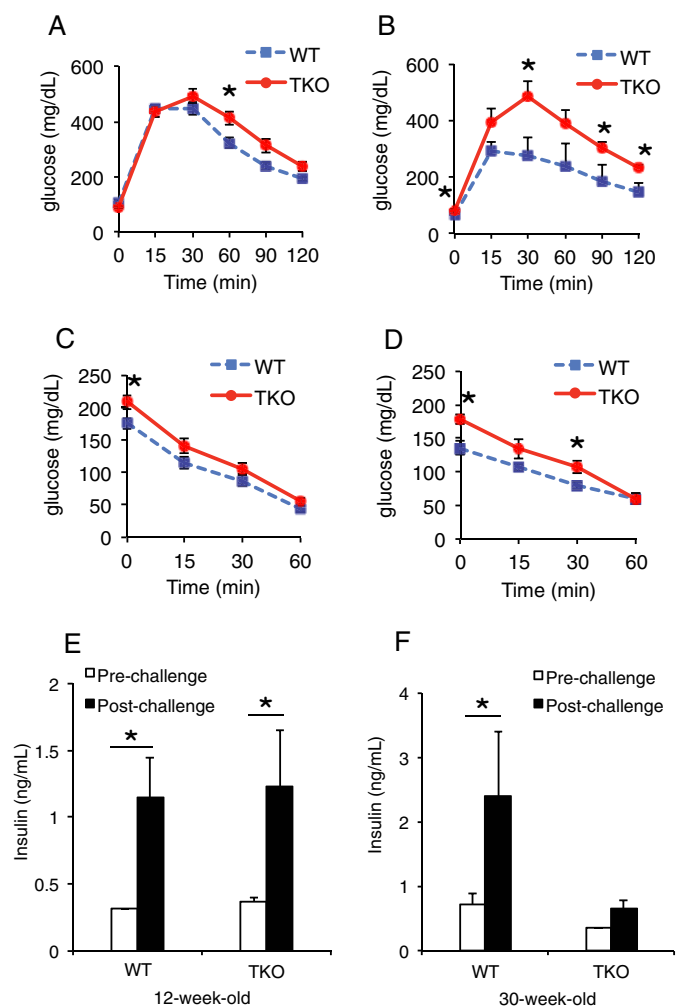 A
WT
TKO
glucose (mg/dL)
600
400
200
0
*
0 15 30 60 90 120
Time (min)
B
WT
TKO
glucose (mg/dL)
600
400
200
0
* * * *
0 15 30 60 90 120
Time (min)
C
WT
TKO
glucose (mg/dL)
250
200
150
100
50
0
*
0 15 30 60
Time (min)
D
WT
TKO
glucose (mg/dL)
250
200
150
100
50
0
* *
0 15 30 60
Time (min)
E
Pre-challenge
Post-challenge
Insulin (ng/mL)
2
1.5
1
0.5
0
* *
WT TKO
12-week-old
F
Pre-challenge
Post-challenge
Insulin (ng/mL)
4
3
2
1
0
*
WT TKO
30-week-old